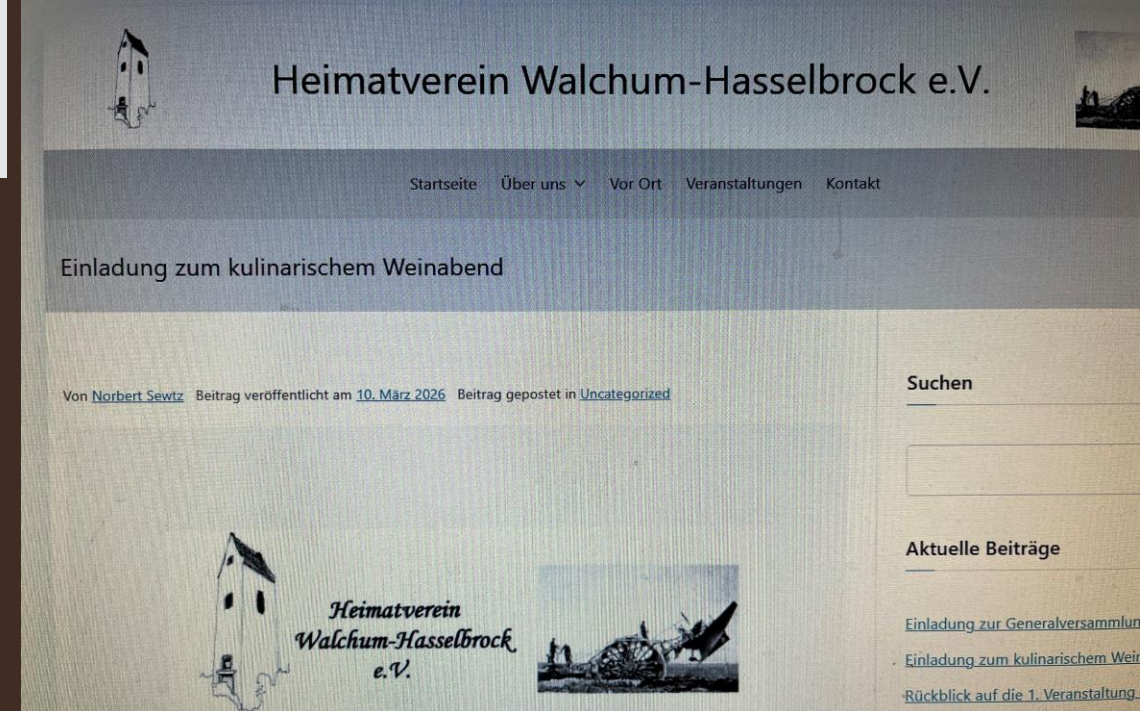 Heimatverein Walchum-Hasselbrock e.V.
Startseite Über uns Vor Ort Veranstaltungen Kontakt
Einladung zum kulinarischem Weinabend
Von Norbert Sewtz Beitrag veröffentlicht am 10. März 2026 Beitrag gepostet in Uncategorized
Heimatverein
Walchum-Hasselbrock
e.V.
Suchen
Aktuelle Beiträge
Einladung zur Generalversammlun
Einladung zum kulinarischem Wein
Rückblick auf die 1. Veranstaltung